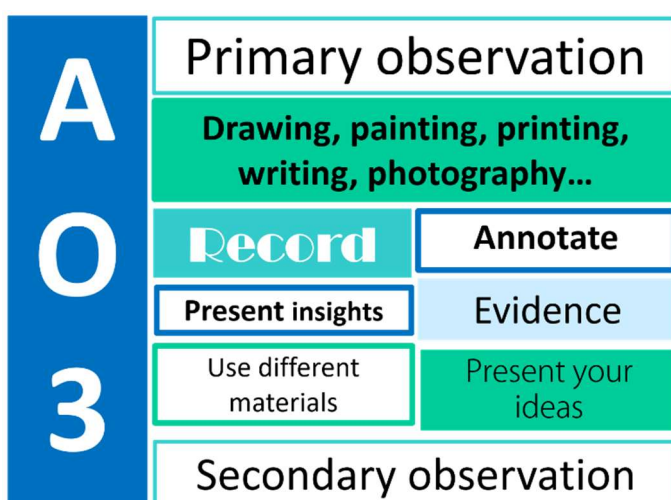 A
O
3
Primary observation
Drawing, painting, printing,
writing, photography...
Record
Annotate
Present insights
Evidence
Use different
materials
Present your
ideas
Secondary observation